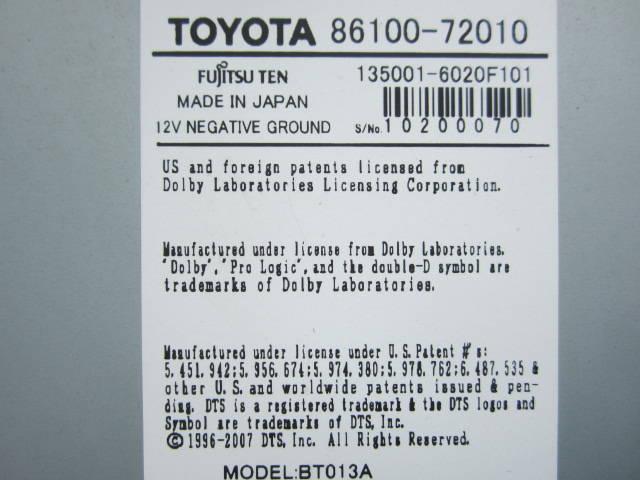 TOYOTA 86100-72010
FUJITSU TEN 135001-6020F101
MADE IN JAPAN
12V NEGATIVE GROUND S/No. 10200070
US and foreign patents licensed from
Dolby Laboratories Licensing Corporation.
Manufactured under license from Dolby Laboratories.
"Dolby", "Pro Logic", and the double-D symbol are
trademarks of Dolby Laboratories.
Manufactured under license under U.S. Patent #'s:
5,451,942;5,956,674;5,974,380;5,978,762;6,487,535 &
other U.S. and worldwide patents issued & pen-
ding. DTS is a registered trademark & the DTS logos and
Symbol are trademarks of DTS, Inc.
© 1996-2007 DTS, Inc. All Rights Reserved.
MODEL:BT013A